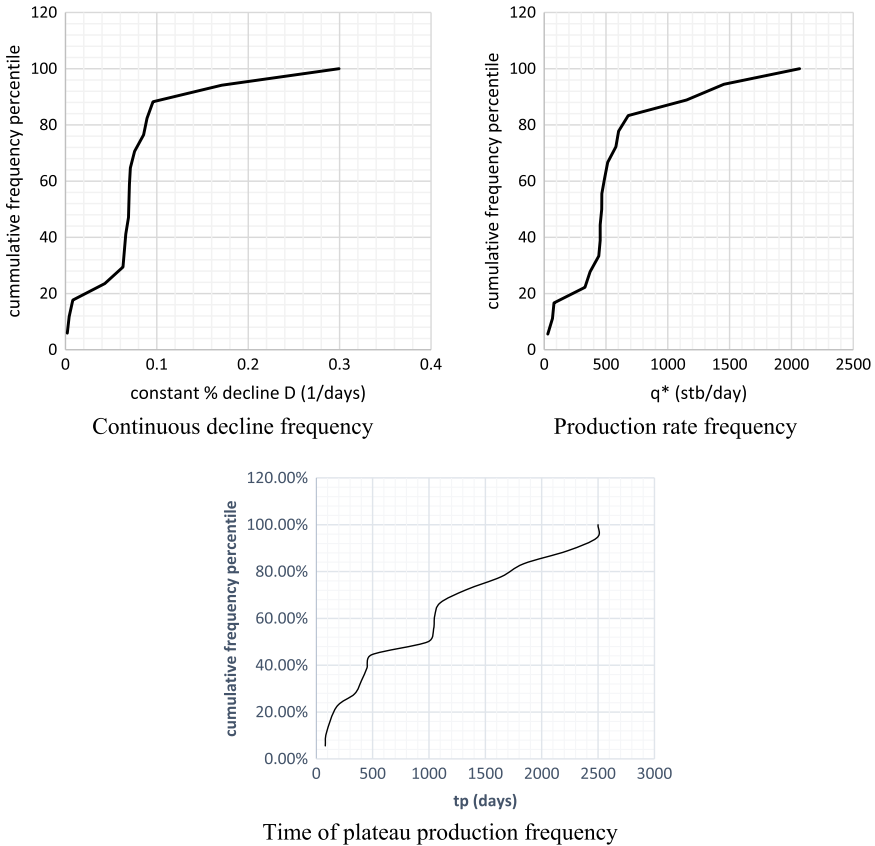 120
100
80
60
40
20
0
cummulative frequency percentile
0 0.1 0.2 0.3 0.4
constant % decline D (1/days)
Continuous decline frequency
120
100
80
60
40
20
0
cumulative frequency percentile
0 500 1000 1500 2000 2500
q* (stb/day)
Production rate frequency
120.00%
100.00%
80.00%
60.00%
40.00%
20.00%
0.00%
cumulative frequency percentile
0 500 1000 1500 2000 2500 3000
tp (days)
Time of plateau production frequency